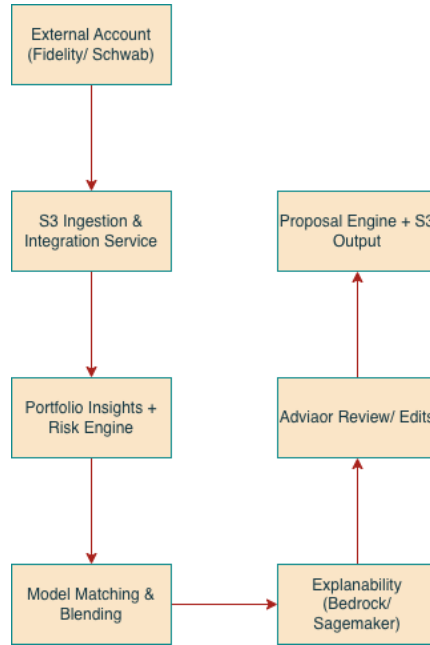 External Account
(Fidelity/ Schwab)
S3 Ingestion &
Integration Service
Portfolio Insights +
Risk Engine
Model Matching &
Blending
Explanability
(Bedrock/
Sagemaker)
Adviaor Review/ Edits
Proposal Engine + S3
Output